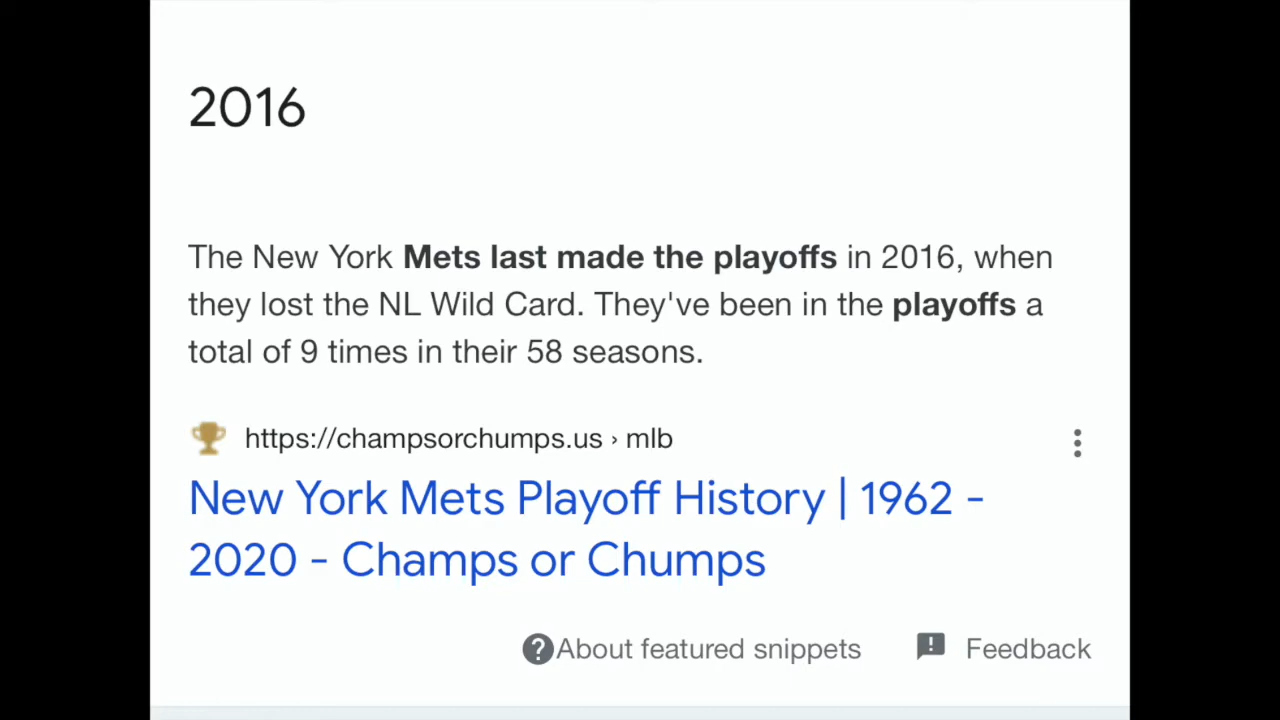 2016
The New York Mets last made the playoffs in 2016, when
they lost the NL Wild Card. They've been in the playoffs a
total of 9 times in their 58 seasons.
https://champsorchumps.us › mlb
New York Mets Playoff History | 1962 -
2020 - Champs or Chumps
About featured snippets Feedback